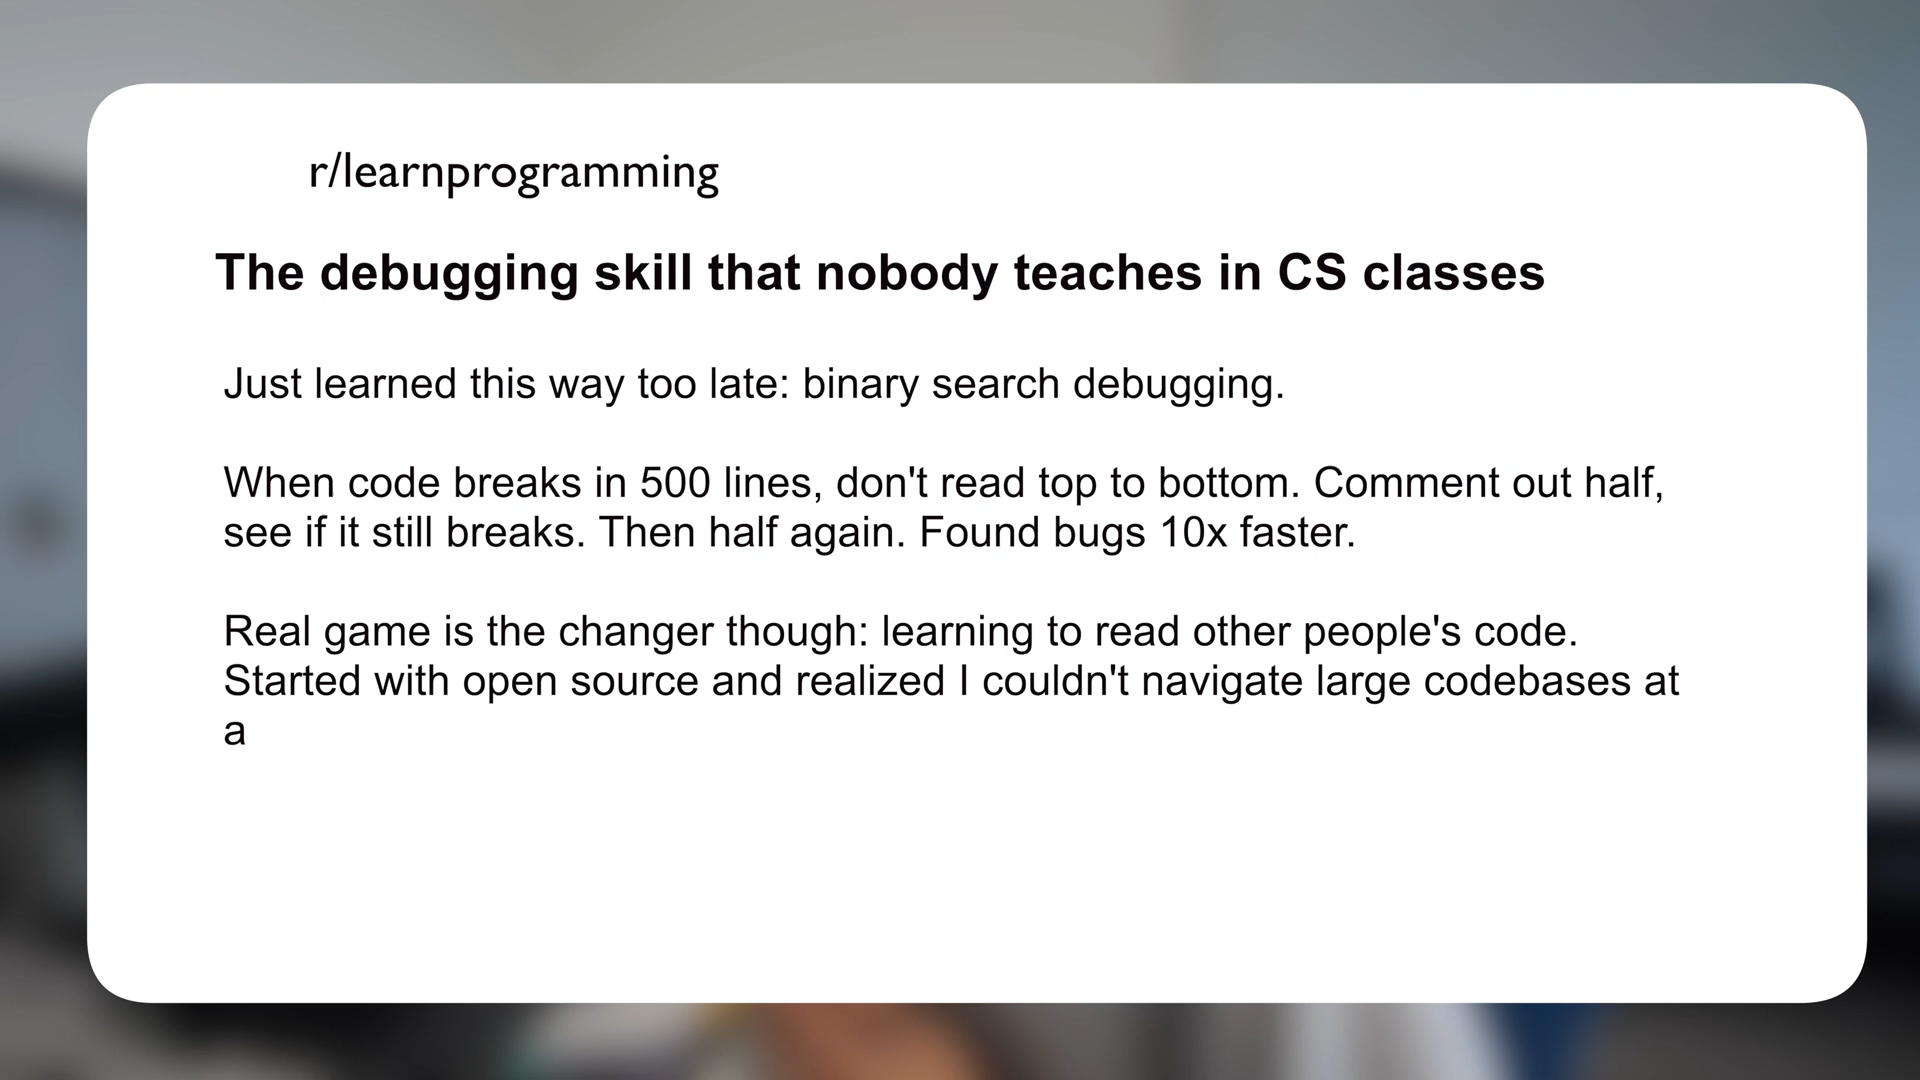 r/learnprogramming
The debugging skill that nobody teaches in CS classes
Just learned this way too late: binary search debugging.
When code breaks in 500 lines, don't read top to bottom. Comment out half,
see if it still breaks. Then half again. Found bugs 10x faster.
Real game is the changer though: learning to read other people's code.
Started with open source and realized I couldn't navigate large codebases at
a